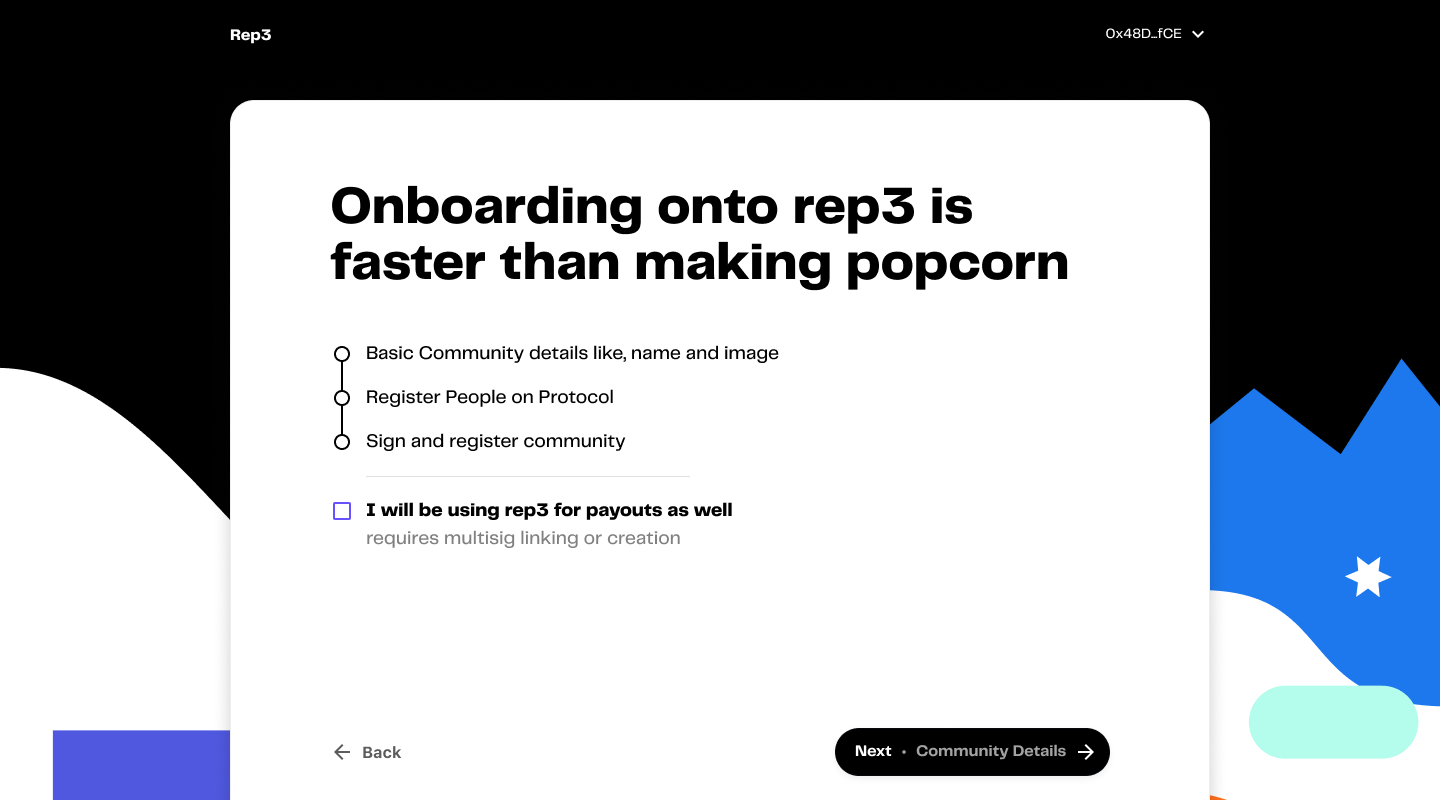 Rep3
0x48D...fCE
Onboarding onto rep3 is
faster than making popcorn
Basic Community details like, name and image
Register People on Protocol
Sign and register community
I will be using rep3 for payouts as well
requires multisig linking or creation
Back
Next • Community Details